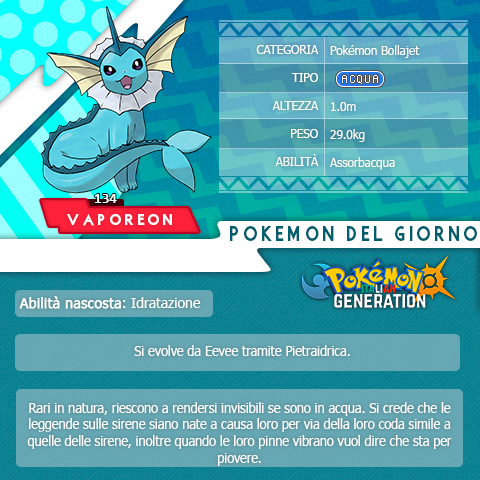 CATEGORIA Pokémon Bollajet
TIPO ACQUA
ALTEZZA 1.0m
PESO 29.0kg
ABILITÀ Assorbacqua
134
VAPOREON
POKEMON DEL GIORNO
Pokémon
ITALIAN
GENERATION
Abilità nascosta: Idratazione
Si evolve da Eevee tramite Pietraidrica.
Rari in natura, riescono a rendersi invisibili se sono in acqua. Si crede che le
leggende sulle sirene siano nate a causa loro per via della loro coda simile a
quelle delle sirene, inoltre quando le loro pinne vibrano vuol dire che sta per
piovere.